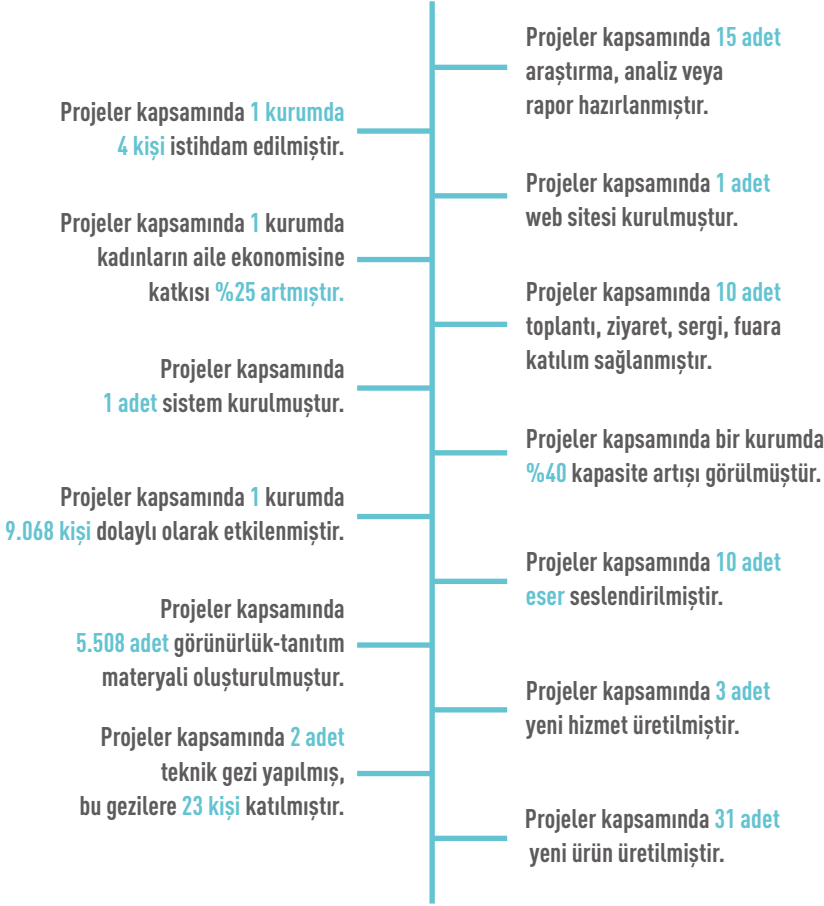 Projeler kapsamında 15 adet
araştırma, analiz veya
rapor hazırlanmıştır.
Projeler kapsamında 1 kurumda
4 kişi istihdam edilmiştir.
Projeler kapsamında 1 adet
web sitesi kurulmuştur.
Projeler kapsamında 1 kurumda
kadınların aile ekonomisine
katkısı %25 artmıştır.
Projeler kapsamında 10 adet
toplantı, ziyaret, sergi, fuara
katılım sağlanmıştır.
Projeler kapsamında
1 adet sistem kurulmuştur.
Projeler kapsamında bir kurumda
%40 kapasite artışı görülmüştür.
Projeler kapsamında 1 kurumda
9.068 kişi dolaylı olarak etkilenmiştir.
Projeler kapsamında 10 adet
eser seslendirilmiştir.
Projeler kapsamında
5.508 adet görünürlük-tanıtım
materyali oluşturulmuştur.
Projeler kapsamında 3 adet
yeni hizmet üretilmiştir.
Projeler kapsamında 2 adet
teknik gezi yapılmış,
bu gezilere 23 kişi katılmıştır.
Projeler kapsamında 31 adet
yeni ürün üretilmiştir.